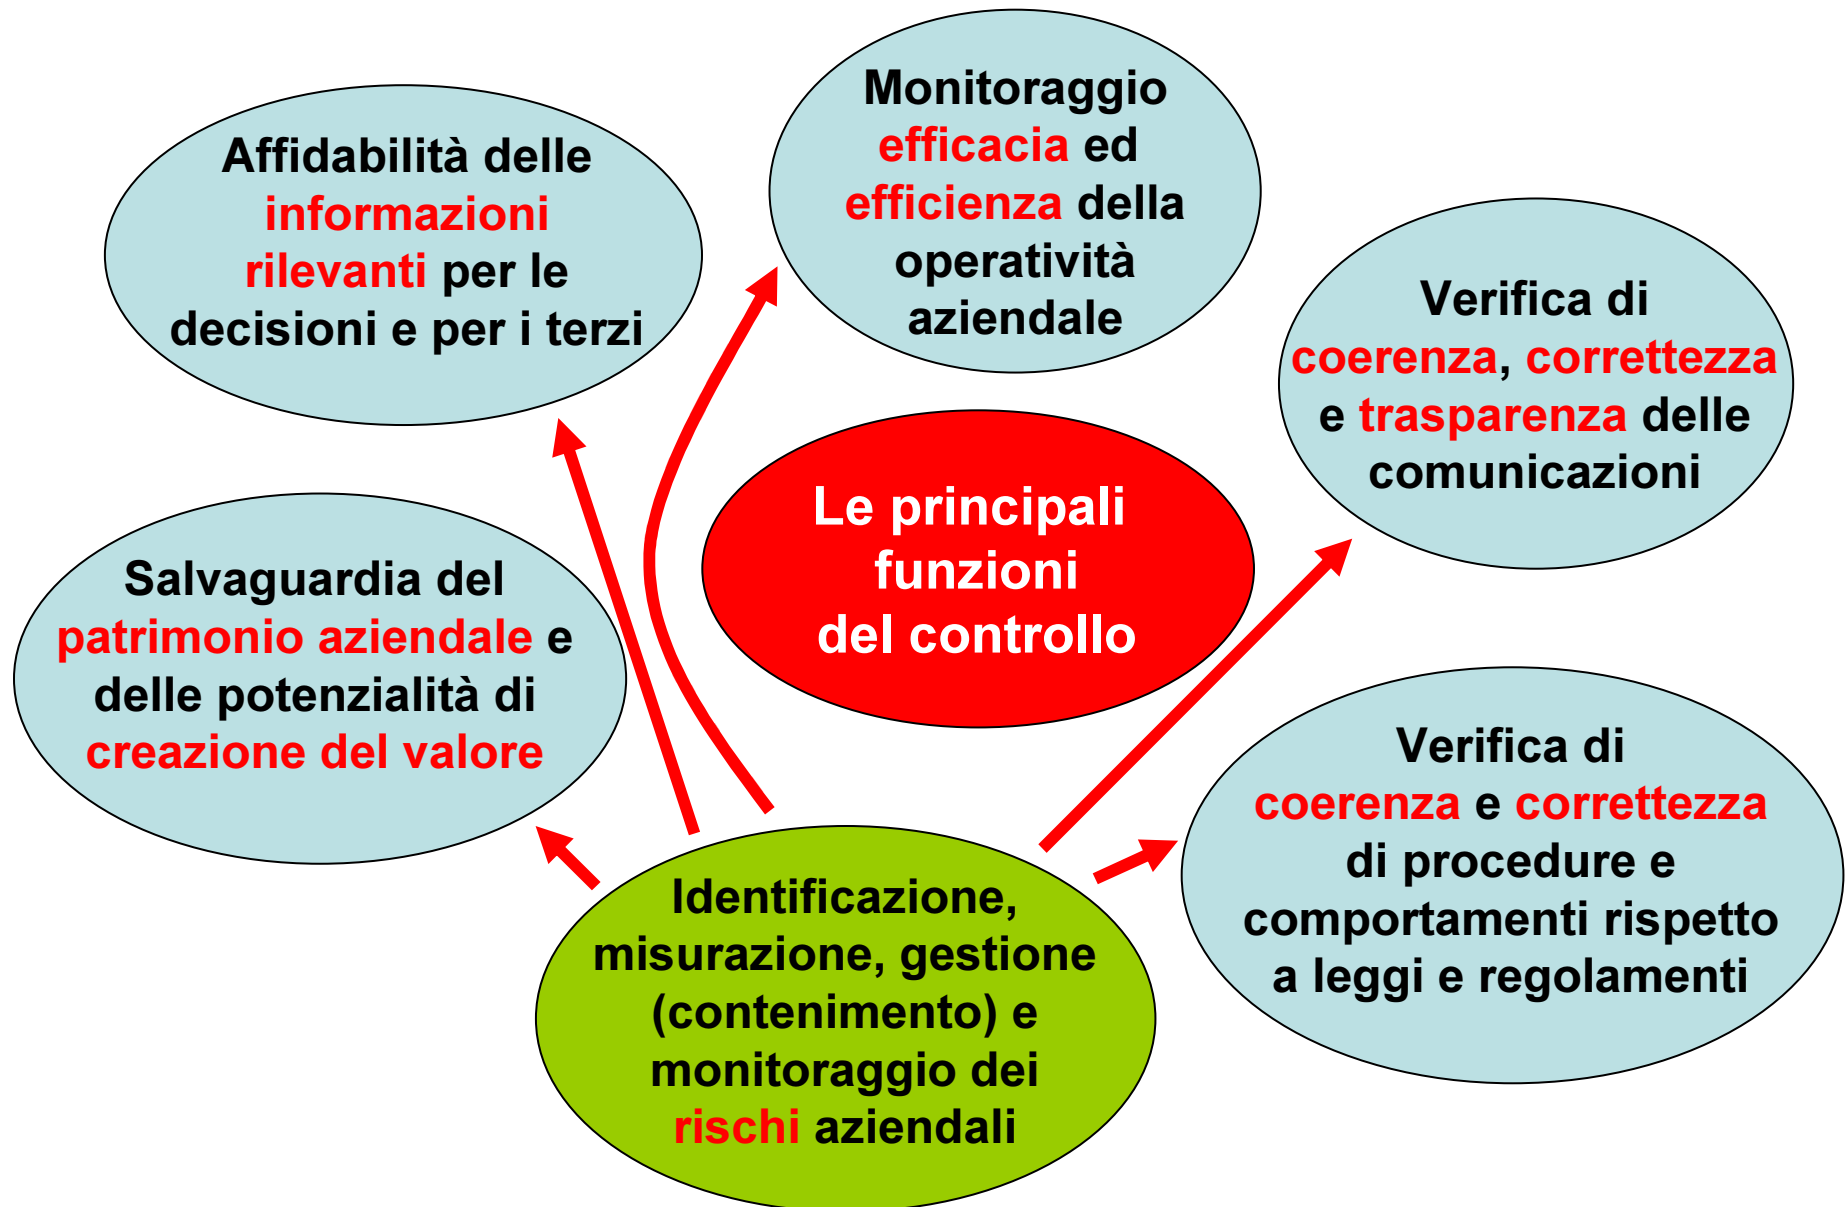 Monitoraggio
efficacia ed
efficienza della
operatività
aziendale
Affidabilità delle
informazioni
rilevanti per le
decisioni e per i terzi
Verifica di
coerenza, correttezza
e trasparenza delle
comunicazioni
Le principali
funzioni
del controllo
Salvaguardia del
patrimonio aziendale e
delle potenzialità di
creazione del valore
Verifica di
coerenza e correttezza
di procedure e
comportamenti rispetto
a leggi e regolamenti
Identificazione,
misurazione, gestione
(contenimento) e
monitoraggio dei
rischi aziendali